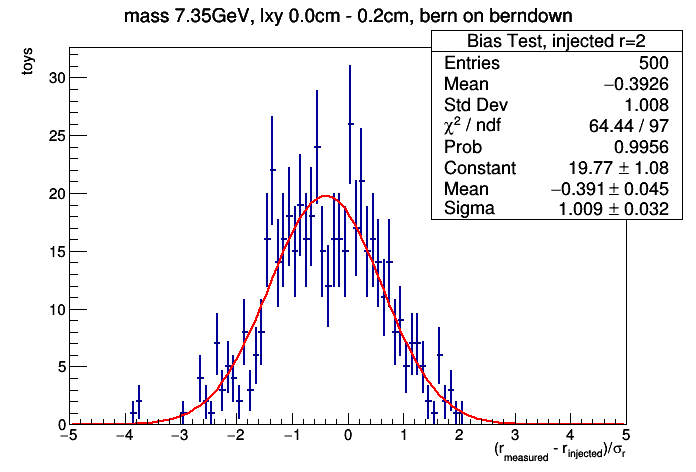 mass 7.35GeV, lxy 0.0cm - 0.2cm, bern on berndown
Bias Test, injected r=2
Entries 500
Mean −0.3926
Std Dev 1.008
χ² / ndf 64.44 / 97
Prob 0.9956
Constant 19.77 ± 1.08
Mean −0.391 ± 0.045
Sigma 1.009 ± 0.032
toys
30
25
20
15
10
5
0
−5 −4 −3 −2 −1 0 1 2 3 4 5
(r_measured - r_injected)/σ_r